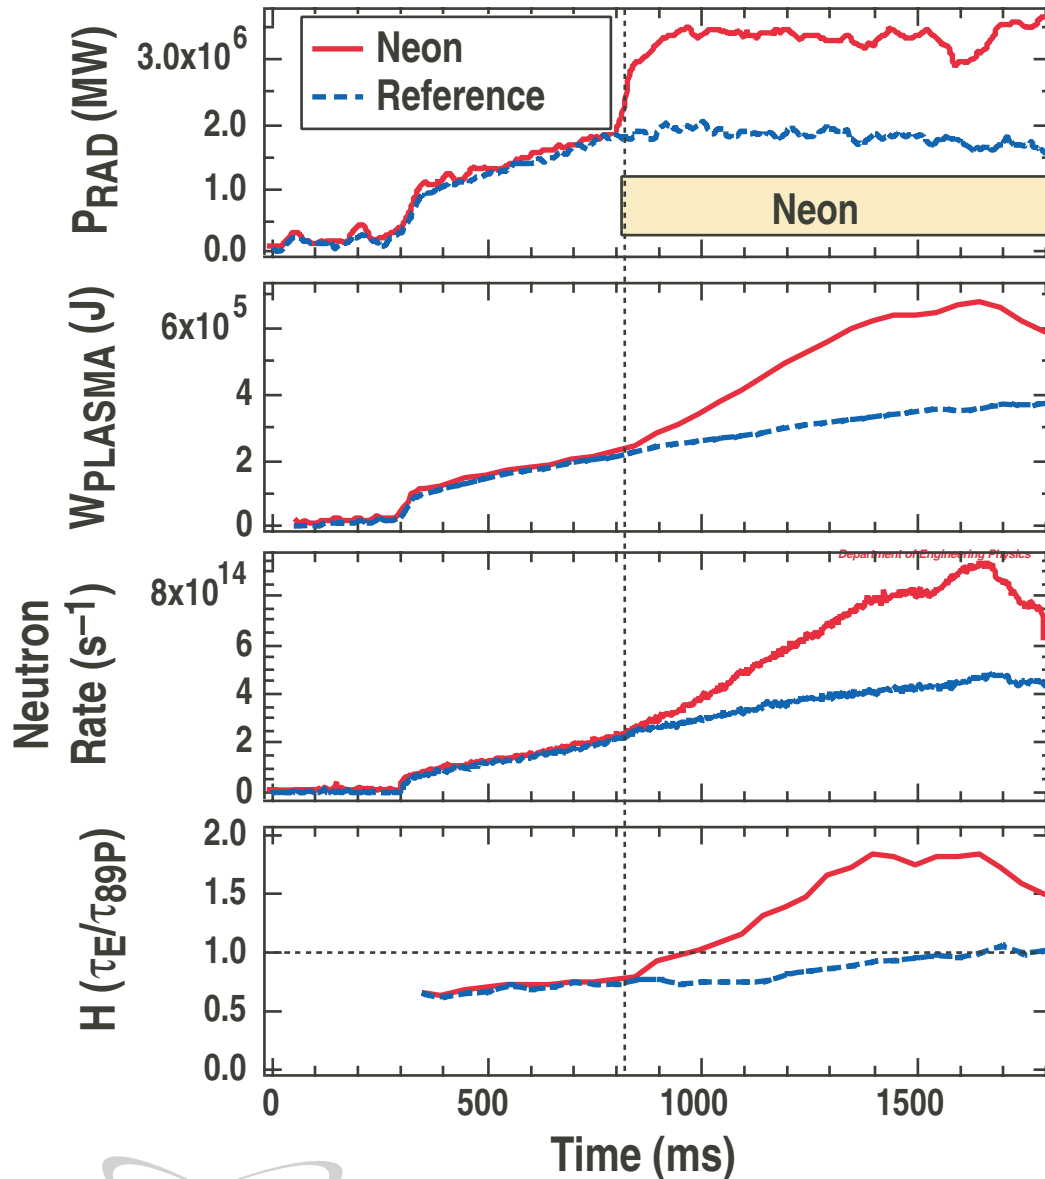 Neon
Reference
P_RAD (MW)
3.0x10^6
2.0
1.0
0.0
Neon
W_PLASMA (J)
6x10^5
4
2
0
Department of Engineering Physics
Neutron
Rate (s^–1)
8x10^14
6
4
2
0
H (τ_E/τ_89P)
2.0
1.5
1.0
0.5
0.0
0 500 1000 1500
Time (ms)